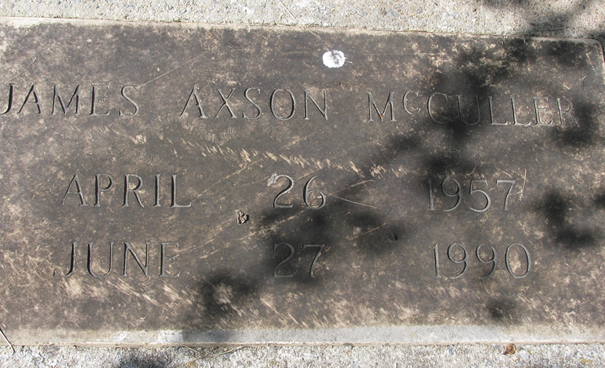 JAMES AXSON McCULLER
APRIL 26 1957
JUNE 27 1990